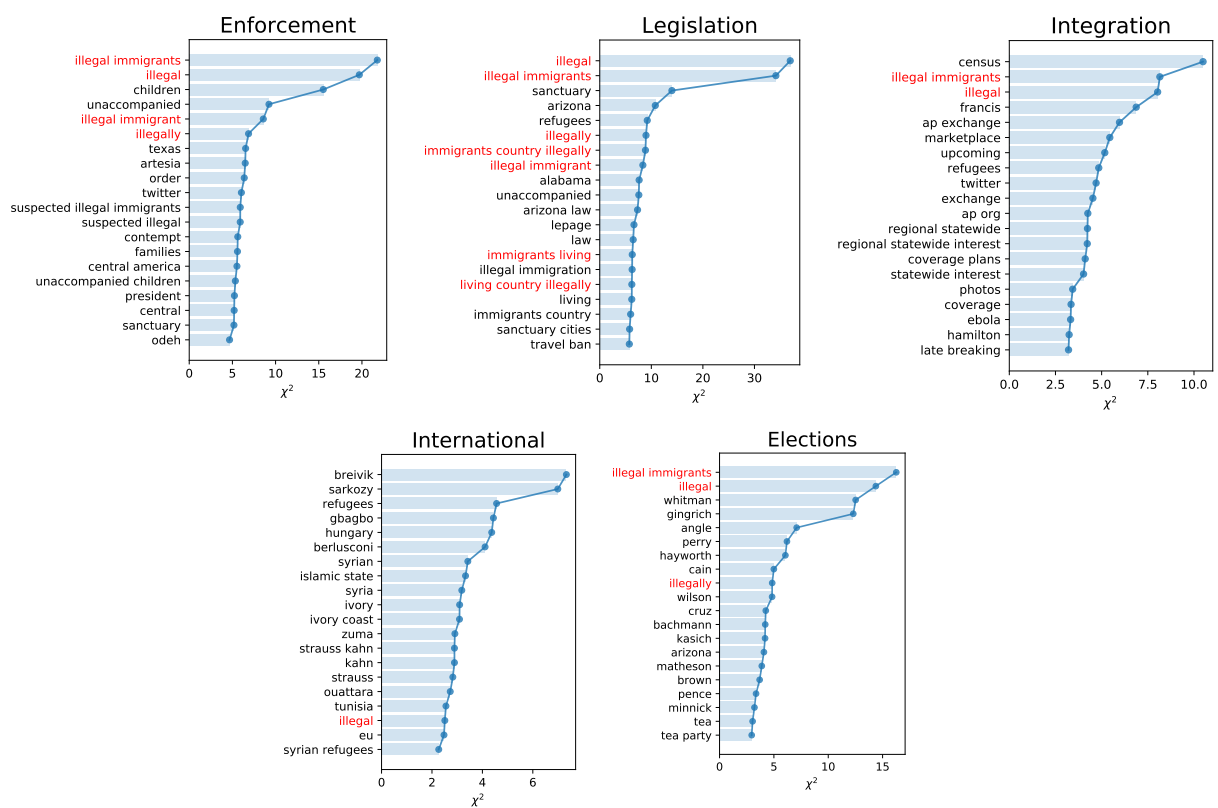 Enforcement
illegal immigrants
illegal
children
unaccompanied
illegal immigrant
illegally
texas
artesia
order
twitter
suspected illegal immigrants
suspected illegal
contempt
families
central america
unaccompanied children
president
central
sanctuary
odeh
0 5 10 15 20
χ²
Legislation
illegal
illegal immigrants
sanctuary
arizona
refugees
illegally
immigrants country illegally
illegal immigrant
alabama
unaccompanied
arizona law
lepage
law
immigrants living
illegal immigration
living country illegally
living
immigrants country
sanctuary cities
travel ban
0 10 20 30
χ²
Integration
census
illegal immigrants
illegal
francis
ap exchange
marketplace
upcoming
refugees
twitter
exchange
ap org
regional statewide
regional statewide interest
coverage plans
statewide interest
photos
coverage
ebola
hamilton
late breaking
0.0 2.5 5.0 7.5 10.0
χ²
International
breivik
sarkozy
refugees
gbagbo
hungary
berlusconi
syrian
islamic state
syria
ivory
ivory coast
zuma
strauss kahn
kahn
strauss
ouattara
tunisia
illegal
eu
syrian refugees
0 2 4 6
χ²
Elections
illegal immigrants
illegal
whitman
gingrich
angle
perry
hayworth
cain
illegally
wilson
cruz
bachmann
kasich
arizona
matheson
brown
pence
minnick
tea
tea party
0 5 10 15
χ²